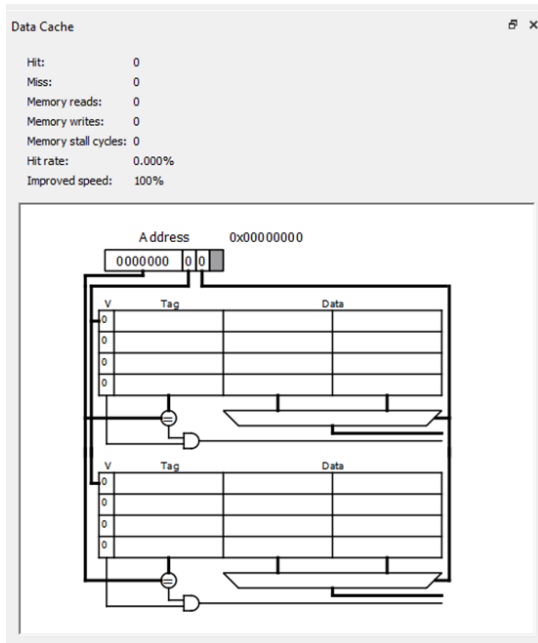 Data Cache
Hit: 0
Miss: 0
Memory reads: 0
Memory writes: 0
Memory stall cycles: 0
Hit rate: 0.000%
Improved speed: 100%
Address 0x00000000
0000000 0 0
V Tag Data
0
0
0
0
=
V Tag Data
0
0
0
0
=